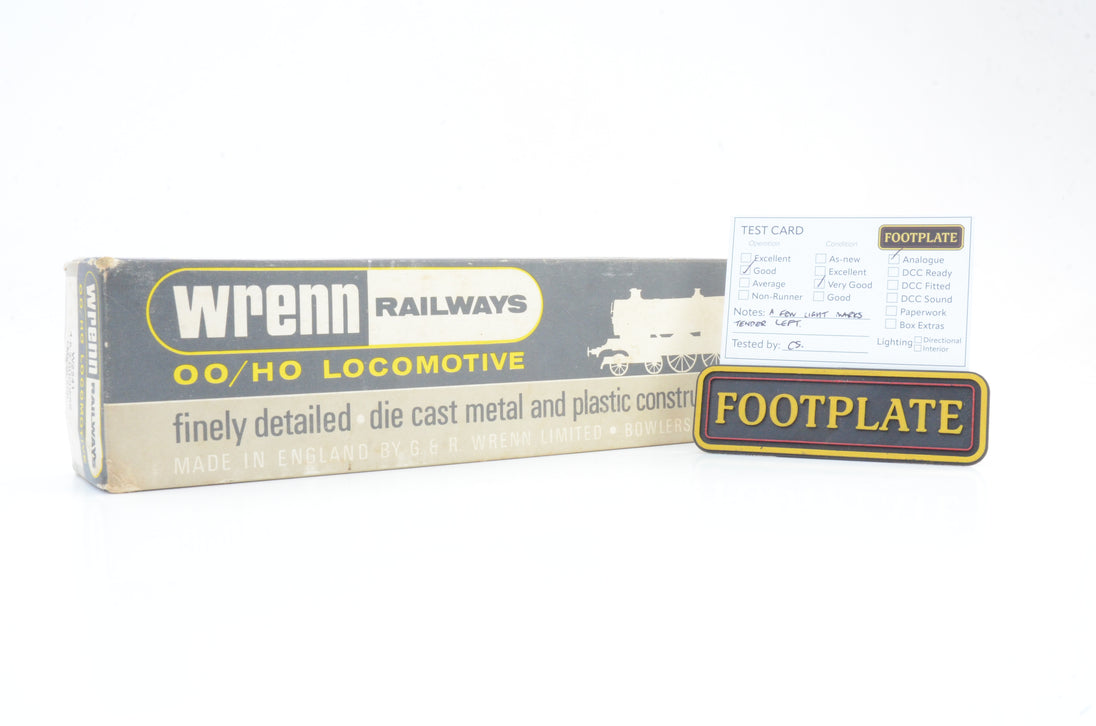 wrenn RAILWAYS
OO/HO LOCOMOTIVE
finely detailed • die cast metal and plastic constru
MADE IN ENGLAND BY G & R. WRENN LIMITED • BOWLERS
wrenn RAILWAYS
OO/HO LOCOMOTIVE
TEST CARD
FOOTPLATE
Operation
Condition
Excellent
Good
Average
Non-Runner
As-new
Excellent
Very Good
Good
Analogue
DCC Ready
DCC Fitted
DCC Sound
Paperwork
Box Extras
Notes: A FEW LIGHT MARKS
TENDER LEFT.
Tested by: CS.
Lighting
Directional
Interior
FOOTPLATE